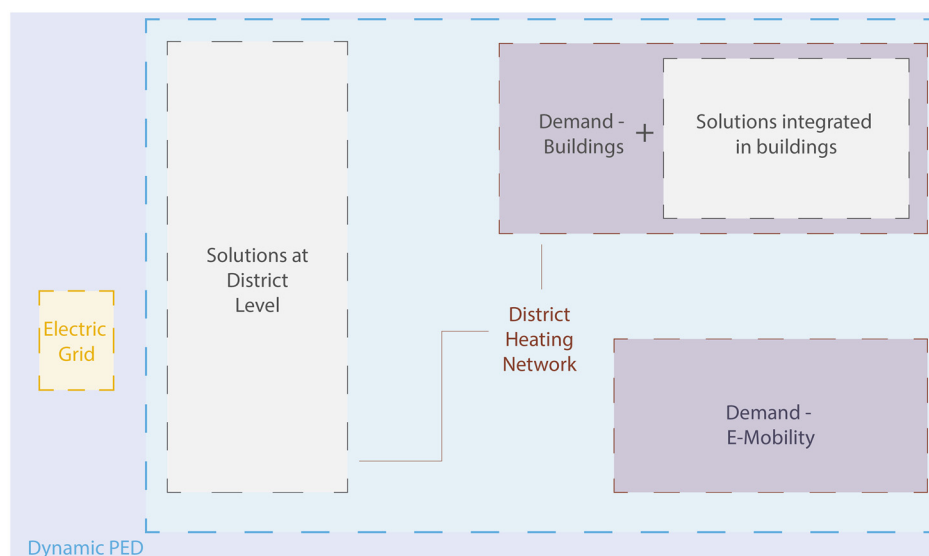 Demand -
Buildings
+
Solutions integrated
in buildings
Solutions at
District
Level
Electric
Grid
District
Heating
Network
Demand -
E-Mobility
Dynamic PED